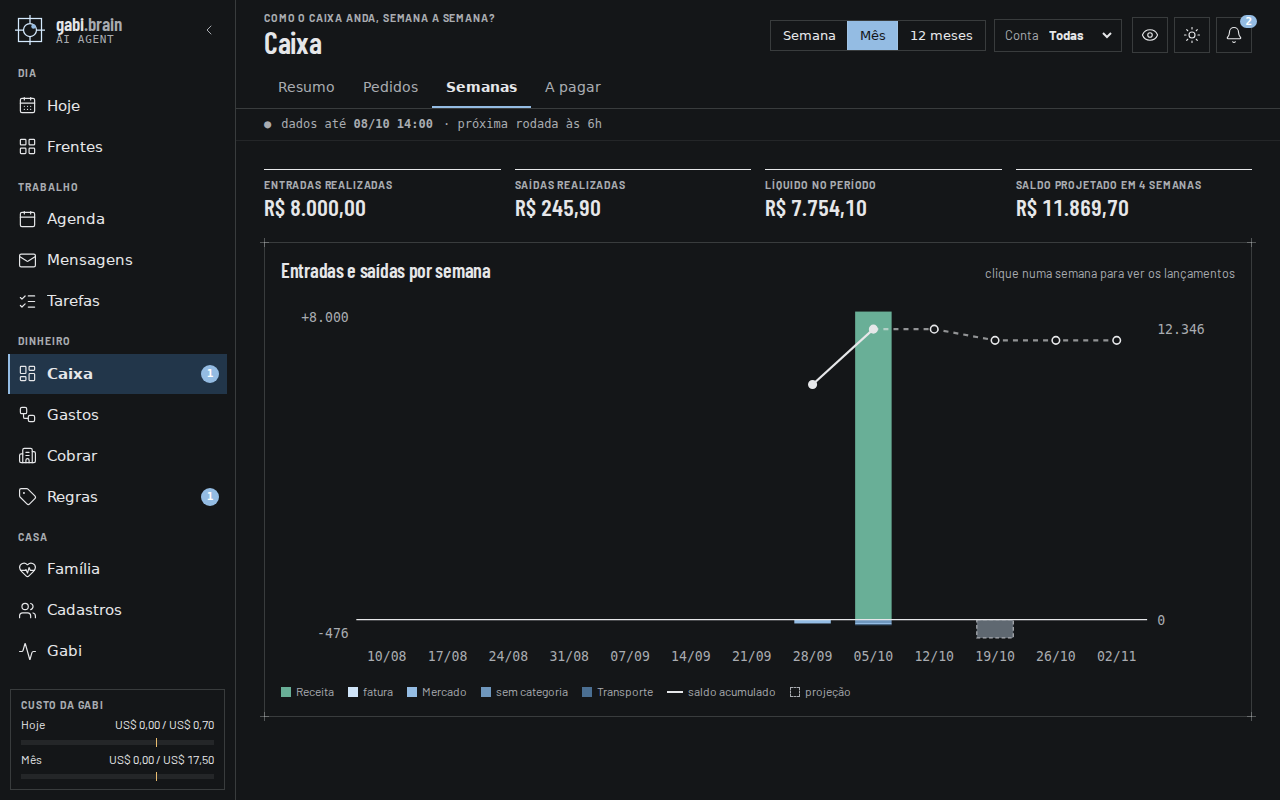 gabi.brain
AI AGENT
DIA
Hoje
Frentes
TRABALHO
Agenda
Mensagens
Tarefas
DINHEIRO
Caixa 1
Gastos
Cobrar
Regras 1
CASA
Família
Cadastros
Gabi
CUSTO DA GABI
Hoje US$ 0,00 / US$ 0,70
Mês US$ 0,00 / US$ 17,50
COMO O CAIXA ANDA, SEMANA A SEMANA?
Caixa
Semana Mês 12 meses
Conta Todas
2
Resumo Pedidos Semanas A pagar
● dados até 08/10 14:00 · próxima rodada às 6h
ENTRADAS REALIZADAS
R$ 8.000,00
SAÍDAS REALIZADAS
R$ 245,90
LÍQUIDO NO PERÍODO
R$ 7.754,10
SALDO PROJETADO EM 4 SEMANAS
R$ 11.869,70
Entradas e saídas por semana
clique numa semana para ver os lançamentos
+8.000
12.346
-476
0
10/08 17/08 24/08 31/08 07/09 14/09 21/09 28/09 05/10 12/10 19/10 26/10 02/11
Receita fatura Mercado sem categoria Transporte saldo acumulado projeção